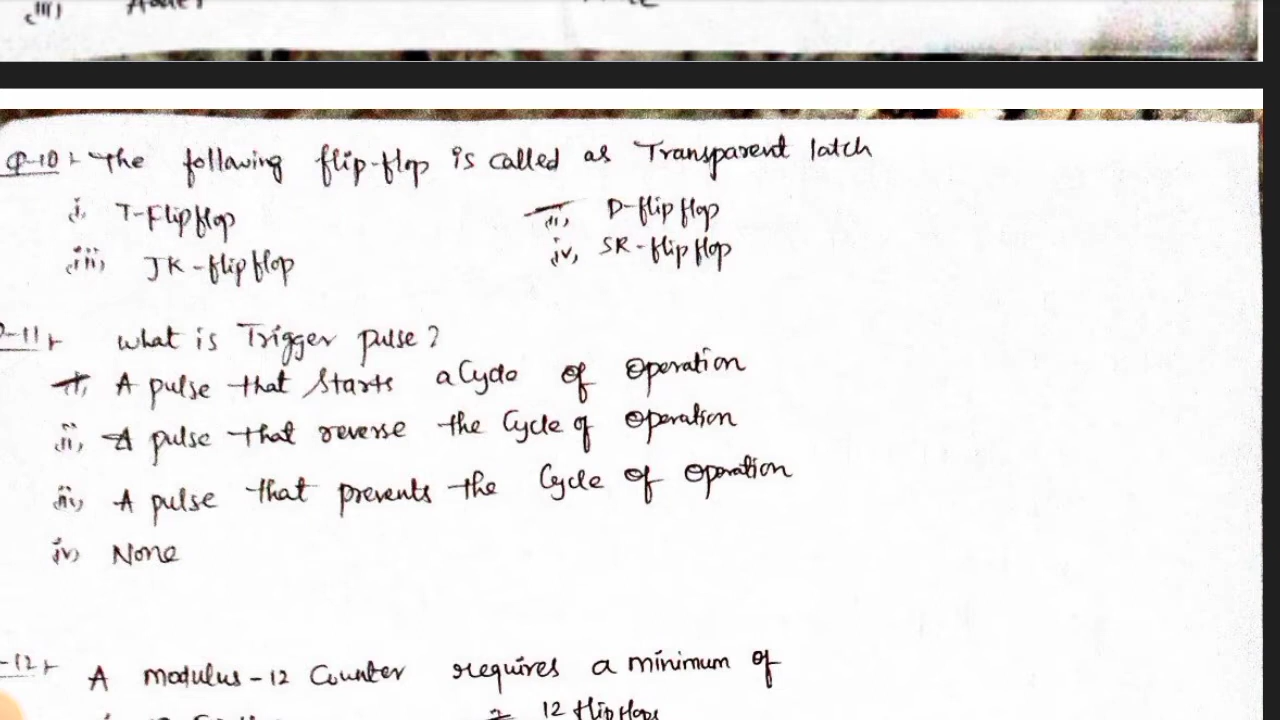 Q-10 The following flip-flop is called as Transparent latch
i, T-Flipflop ii, D-flip flop
iii, JK-flipflop iv, SR-flip flop
-11 what is Trigger pulse?
i, A pulse that starts a Cycle of operation
ii, A pulse that reverse the Cycle of operation
iii, A pulse that prevents the Cycle of operation
iv) None
-12 A modulus-12 Counter requires a minimum of
12 flip flops